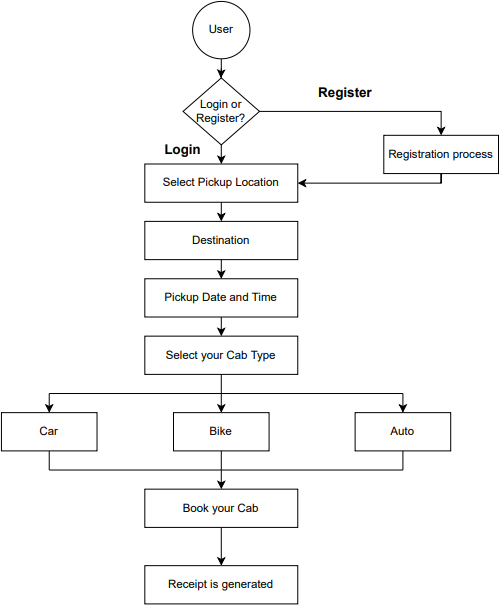 User
Login or
Register?
Register
Login
Registration process
Select Pickup Location
Destination
Pickup Date and Time
Select your Cab Type
Car
Bike
Auto
Book your Cab
Receipt is generated